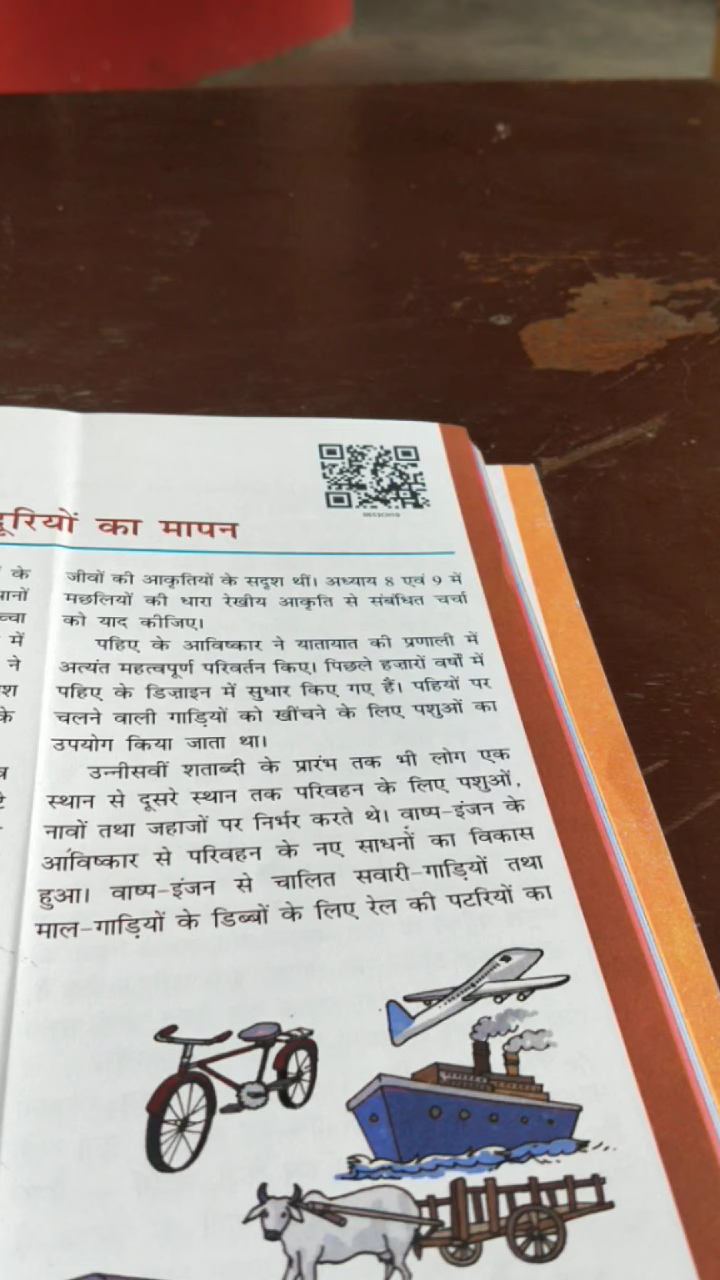 दूरियों का मापन
के
में
ने
के
जीवों की आकृतियों के सदृश थीं। अध्याय 8 एवं 9 में
मछलियों की धारा रेखीय आकृति से संबंधित चर्चा
को याद कीजिए।
पहिए के आविष्कार ने यातायात की प्रणाली में
अत्यंत महत्वपूर्ण परिवर्तन किए। पिछले हज़ारों वर्षों में
पहिए के डिज़ाइन में सुधार किए गए हैं। पहियों पर
चलने वाली गाड़ियों को खींचने के लिए पशुओं का
उपयोग किया जाता था।
उन्नीसवीं शताब्दी के प्रारंभ तक भी लोग एक
स्थान से दूसरे स्थान तक परिवहन के लिए पशुओं,
नावों तथा जहाजों पर निर्भर करते थे। वाष्प-इंजन के
आविष्कार से परिवहन के नए साधनों का विकास
हुआ। वाष्प-इंजन से चालित सवारी-गाड़ियों तथा
माल-गाड़ियों के डिब्बों के लिए रेल की पटरियों का